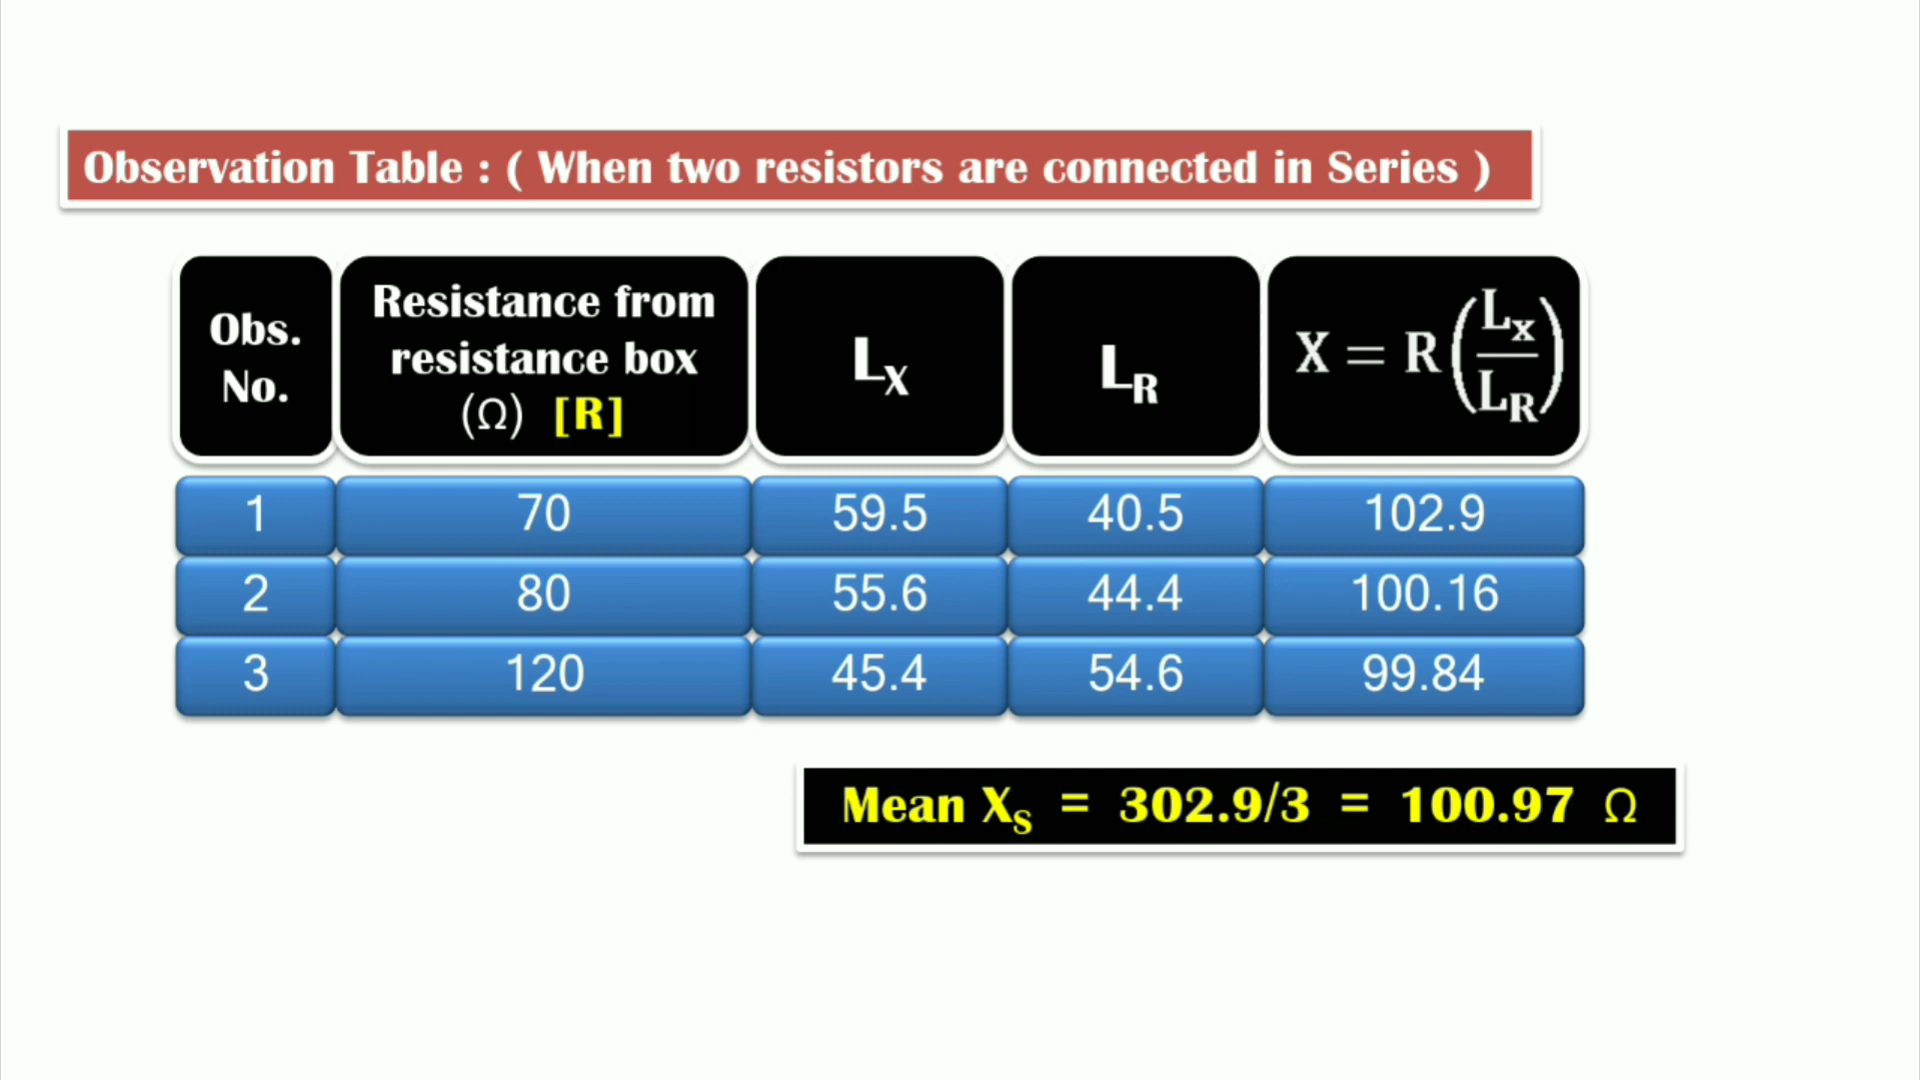 Observation Table : ( When two resistors are connected in Series )
Obs. No.
Resistance from resistance box (Ω) [R]
L_X
L_R
X = R(L_x/L_R)
1 70 59.5 40.5 102.9
2 80 55.6 44.4 100.16
3 120 45.4 54.6 99.84
Mean X_S = 302.9/3 = 100.97 Ω